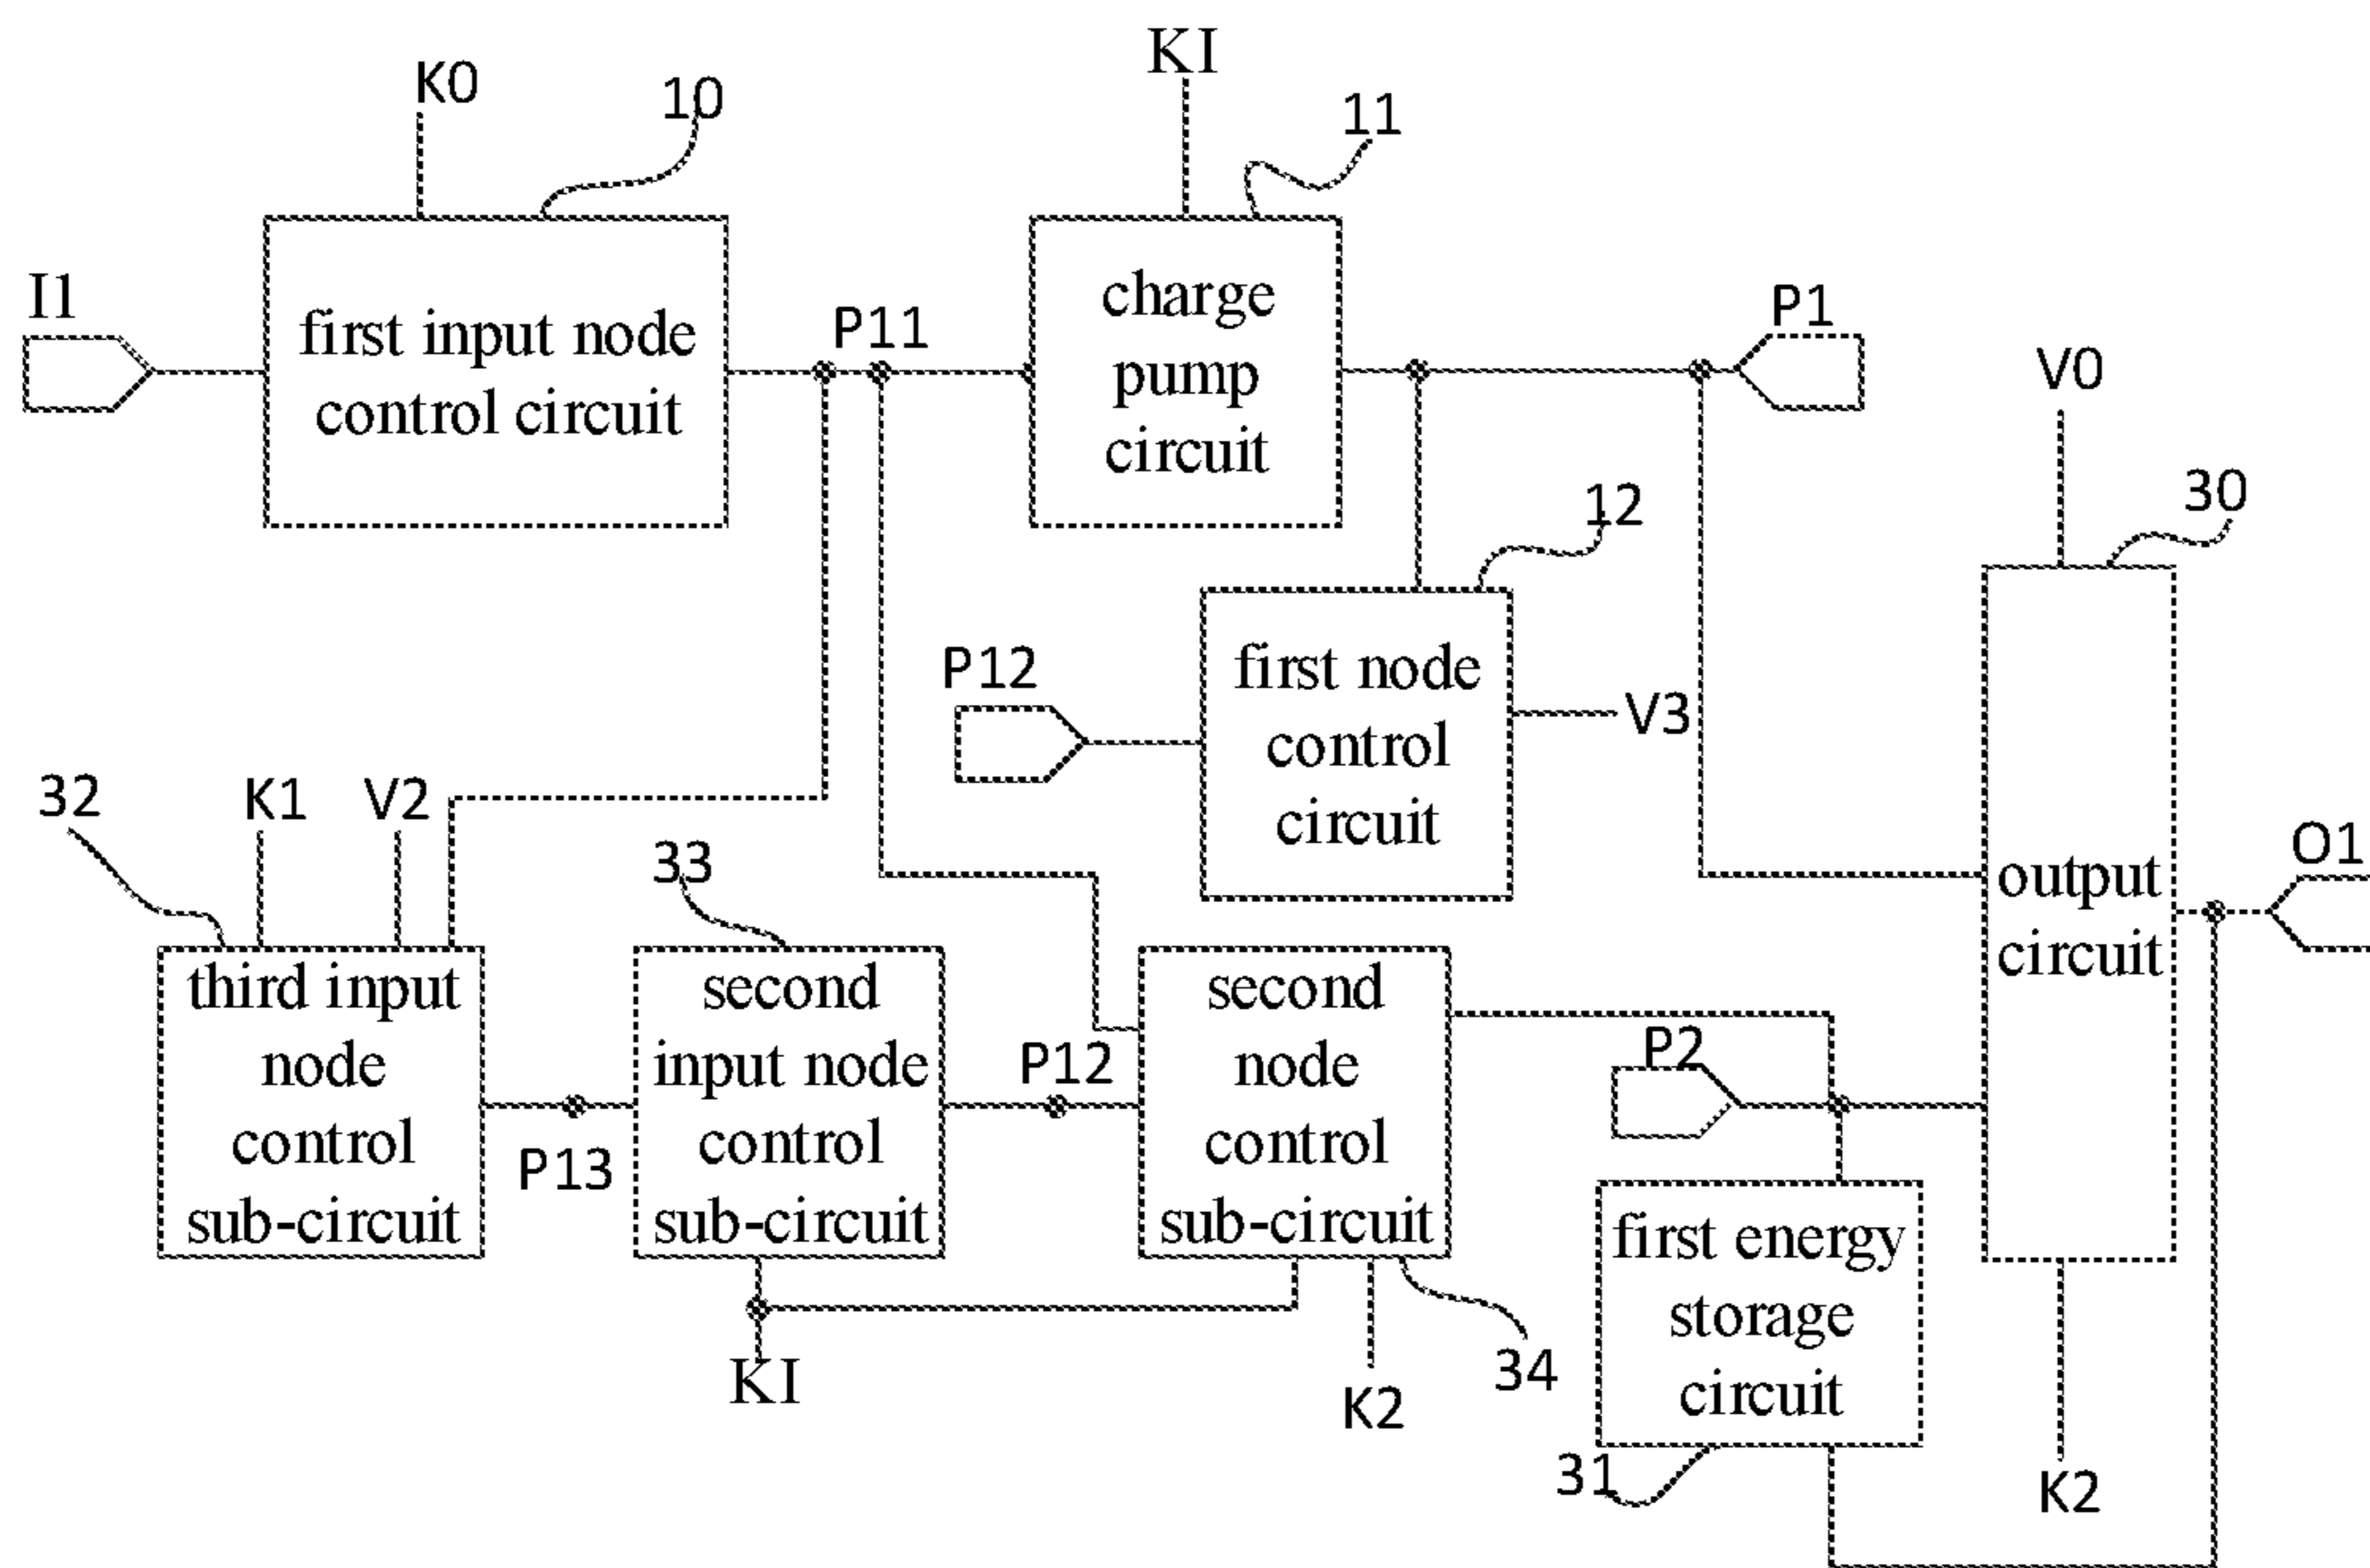 KI
K0
10
11
I1
first input node
control circuit
P11
charge
pump
circuit
P1
V0
12
30
P12
first node
control
circuit
V3
32
K1
V2
33
output
circuit
O1
third input
node
control
sub-circuit
P13
second
input node
control
sub-circuit
P12
second
node
control
sub-circuit
P2
first energy
storage
circuit
KI
K2
34
31
K2